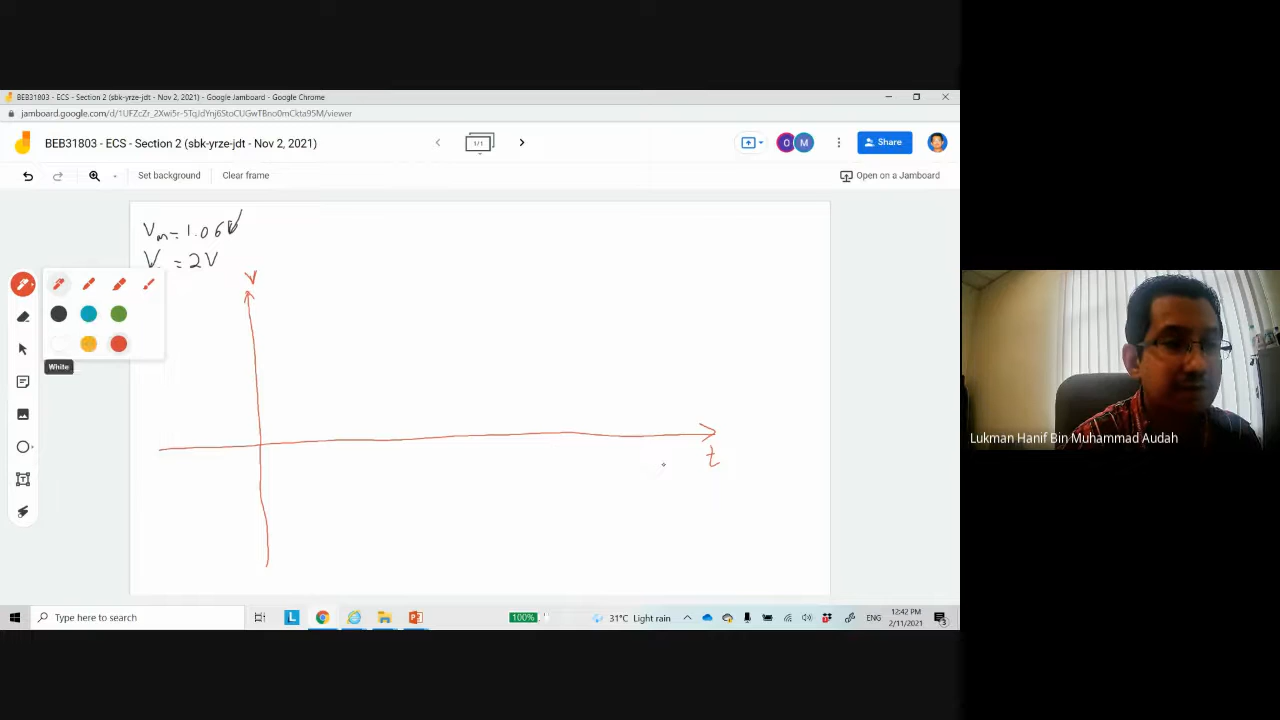 BEB31803 - ECS - Section 2 (sbk-yrze-jdt - Nov 2, 2021) - Google Jamboard - Google Chrome
jamboard.google.com/d/1UFZcZr_2Xwi5r-5TqJdYnj6StoCUGwTBno0mCkta9SM/viewer
BEB31803 - ECS - Section 2 (sbk-yrze-jdt - Nov 2, 2021)
1/1
O M
Share
Set background
Clear frame
Open on a Jamboard
Vm = 1.06V
V = 2V
V
White
t
Lukman Hanif Bin Muhammad Audah
Type here to search
L
100%
31°C Light rain
ENG
12:42 PM
2/11/2021
3